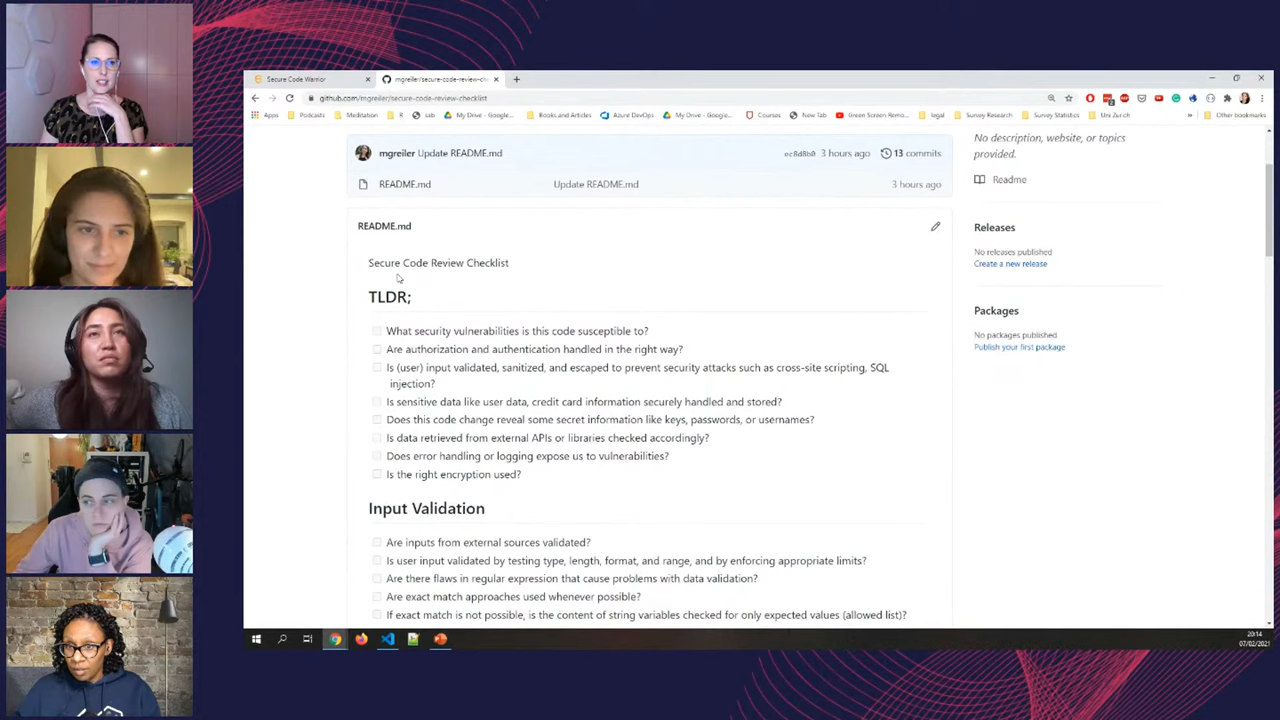 Secure Code Warrior
mgreiler/secure-code-review-che
github.com/mgreiler/secure-code-review-checklist
Apps Podcasts Meditation R sab My Drive - Google... Books and Articles Azure DevOps My Drive - Googl... Courses New fab Green Screen Remo... legal Survey Research Survey Statistics Uni Zurich Other bookmarks
mgreiler Update README.md
ec8d8b0 3 hours ago 13 commits
README.md Update README.md 3 hours ago
README.md
Secure Code Review Checklist
TLDR;
What security vulnerabilities is this code susceptible to?
Are authorization and authentication handled in the right way?
Is (user) input validated, sanitized, and escaped to prevent security attacks such as cross-site scripting, SQL
injection?
Is sensitive data like user data, credit card information securely handled and stored?
Does this code change reveal some secret information like keys, passwords, or usernames?
Is data retrieved from external APIs or libraries checked accordingly?
Does error handling or logging expose us to vulnerabilities?
Is the right encryption used?
Input Validation
Are inputs from external sources validated?
Is user input validated by testing type, length, format, and range, and by enforcing appropriate limits?
Are there flaws in regular expression that cause problems with data validation?
Are exact match approaches used whenever possible?
If exact match is not possible, is the content of string variables checked for only expected values (allowed list)?
No description, website, or topics
provided.
Readme
Releases
No releases published
Create a new release
Packages
No packages published
Publish your first package
20:14
07/02/2021